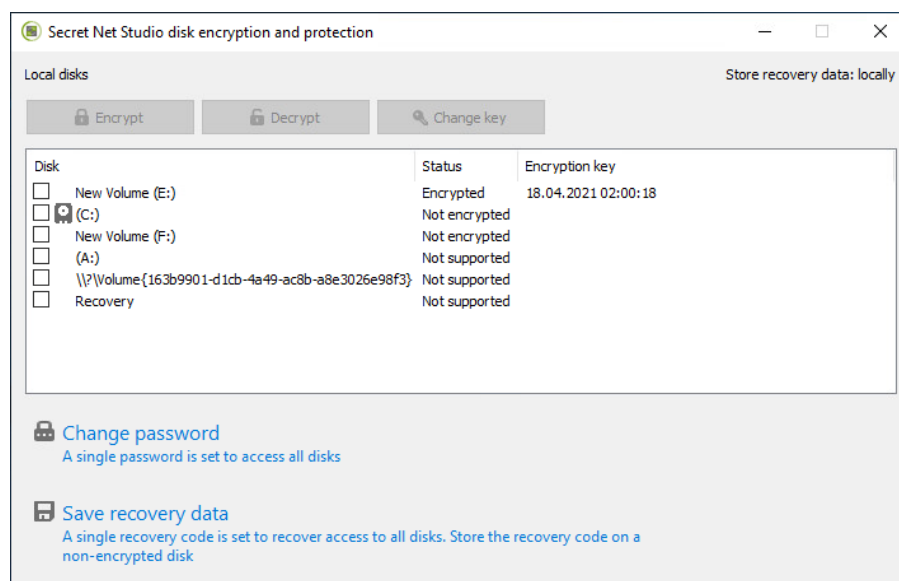 Secret Net Studio disk encryption and protection
Local disks Store recovery data: locally
Encrypt Decrypt Change key
Disk Status Encryption key
New Volume (E:) Encrypted 18.04.2021 02:00:18
(C:) Not encrypted
New Volume (F:) Not encrypted
(A:) Not supported
\\?\Volume{163b9901-d1cb-4a49-ac8b-a8e3026e98f3} Not supported
Recovery Not supported
Change password
A single password is set to access all disks
Save recovery data
A single recovery code is set to recover access to all disks. Store the recovery code on a
non-encrypted disk